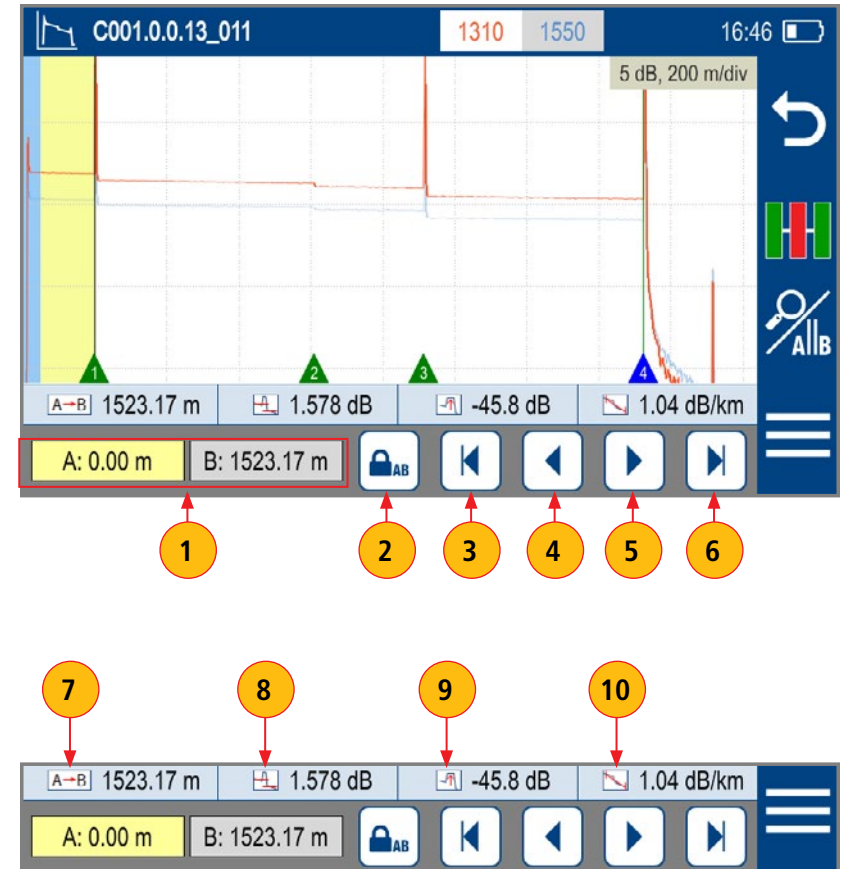 C001.0.0.13_011 1310 1550 16:46
5 dB, 200 m/div
A||B
1 2 3 4
A→B 1523.17 m 1.578 dB -45.8 dB 1.04 dB/km
A: 0.00 m B: 1523.17 m AB
1 2 3 4 5 6
7 8 9 10
A→B 1523.17 m 1.578 dB -45.8 dB 1.04 dB/km
A: 0.00 m B: 1523.17 m AB